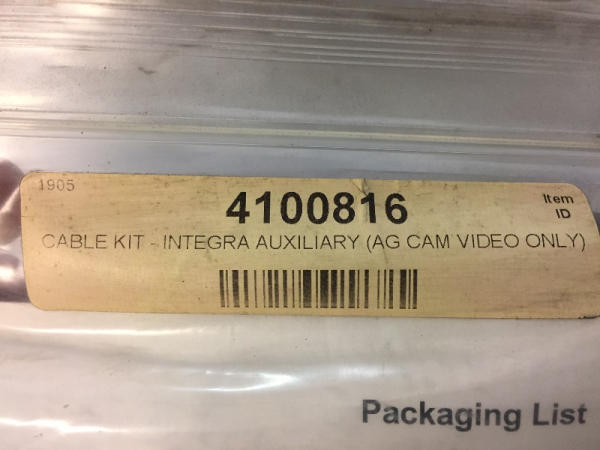 1905
4100816
Item
ID
CABLE KIT - INTEGRA AUXILIARY (AG CAM VIDEO ONLY)
Packaging List